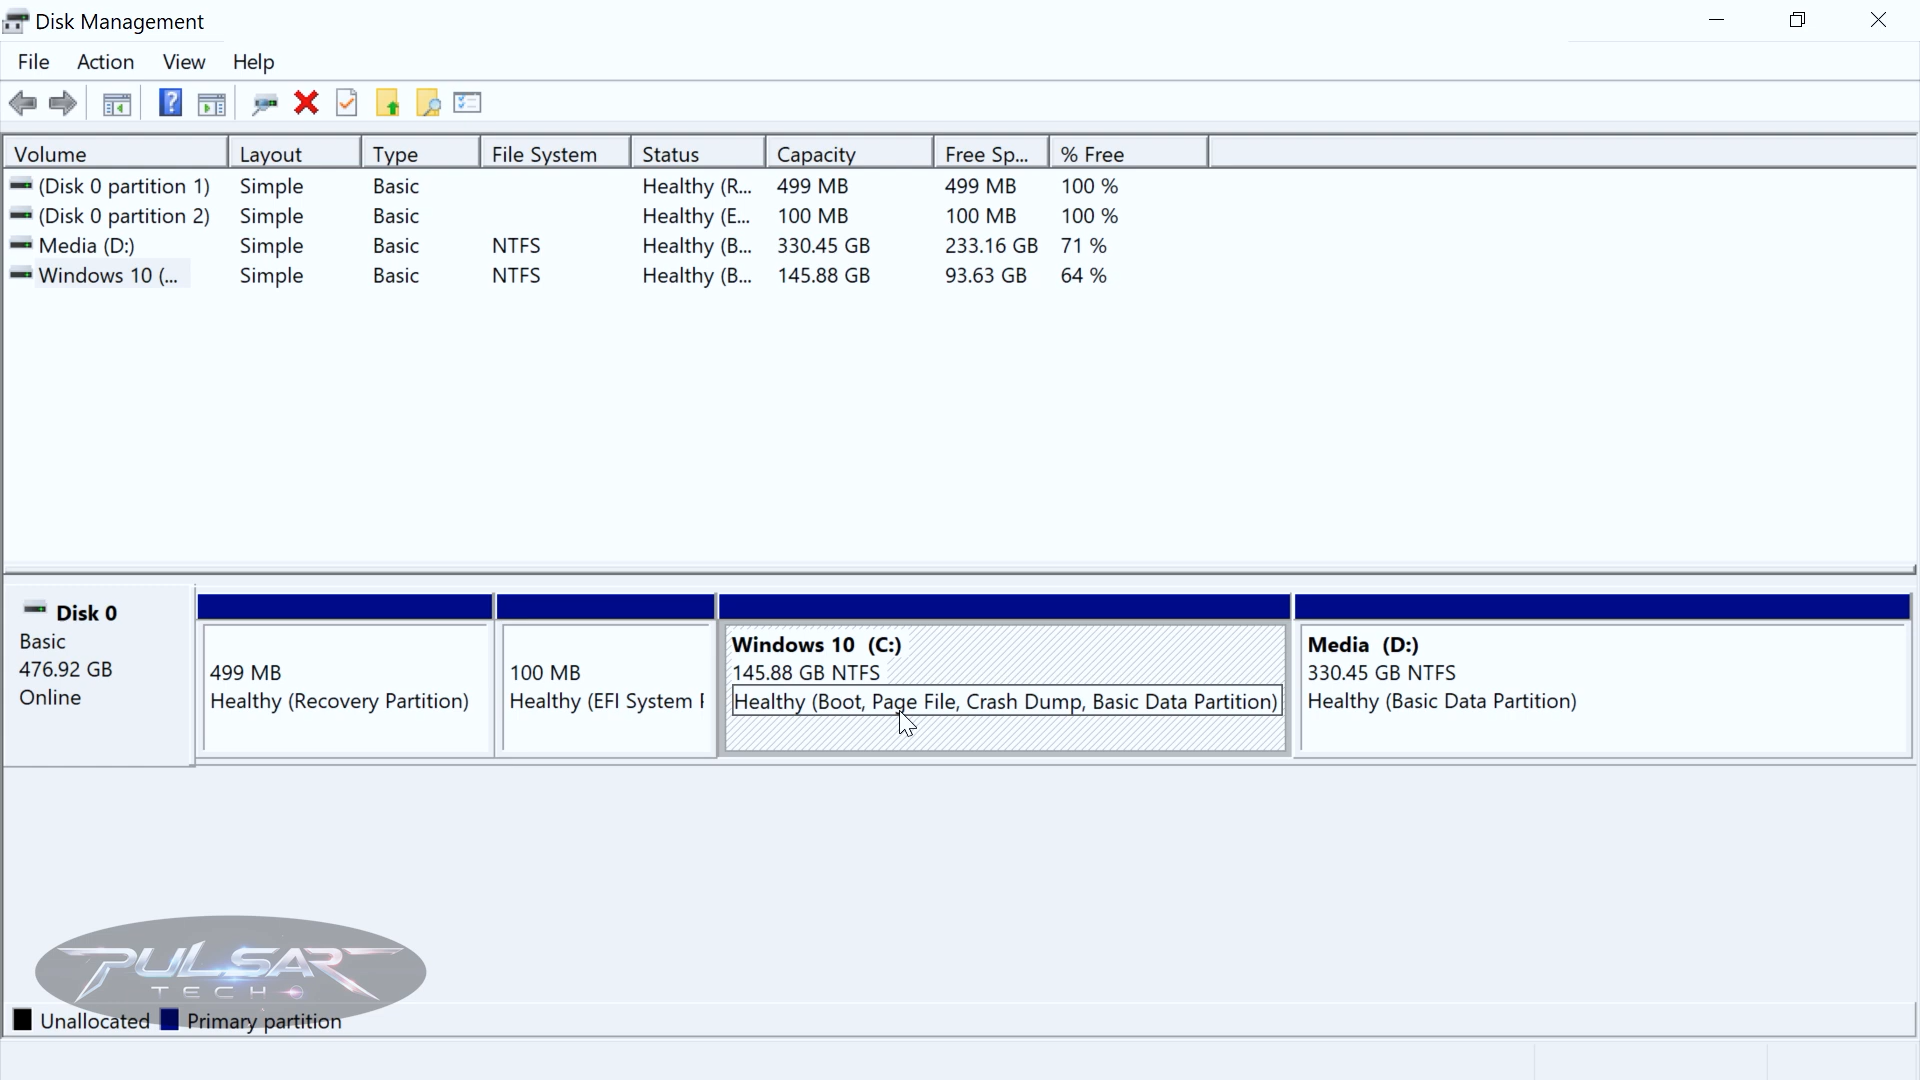 Disk Management
File Action View Help
Volume Layout Type File System Status Capacity Free Sp... % Free
(Disk 0 partition 1) Simple Basic Healthy (R... 499 MB 499 MB 100 %
(Disk 0 partition 2) Simple Basic Healthy (E... 100 MB 100 MB 100 %
Media (D:) Simple Basic NTFS Healthy (B... 330.45 GB 233.16 GB 71 %
Windows 10 (... Simple Basic NTFS Healthy (B... 145.88 GB 93.63 GB 64 %
Disk 0
Basic
476.92 GB
Online
499 MB
Healthy (Recovery Partition)
100 MB
Healthy (EFI System
Windows 10 (C:)
145.88 GB NTFS
Healthy (Boot, Page File, Crash Dump, Basic Data Partition)
Media (D:)
330.45 GB NTFS
Healthy (Basic Data Partition)
PULSAR
TECH
Unallocated Primary partition